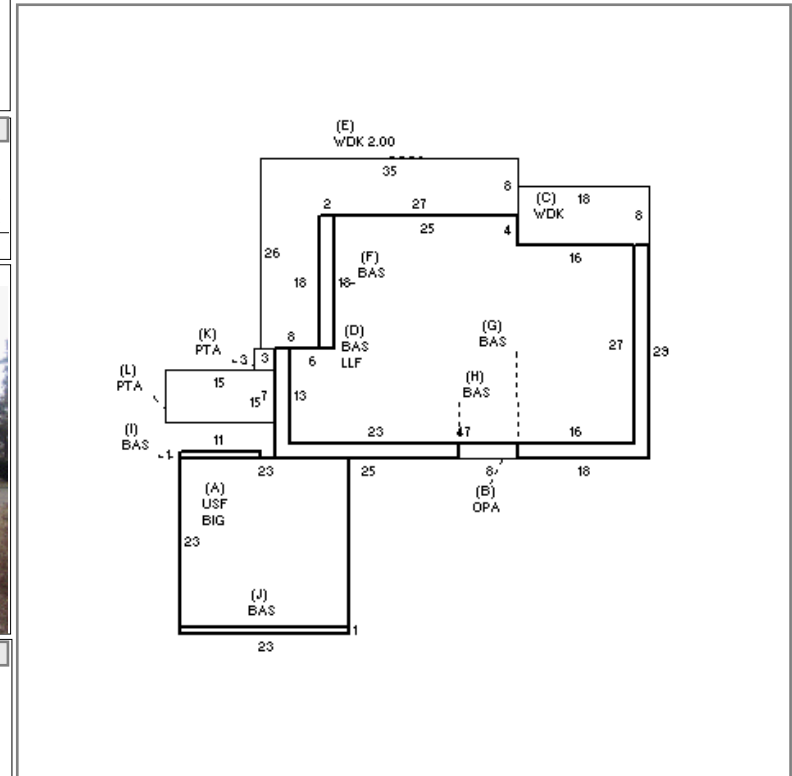 (E)
WDK 2.00
35
8
2
27
(C)
WDK
18
8
25
4
26
(F)
BAS
16
18
18
(K)
PTA
8
(D)
BAS
LLF
(G)
BAS
27
29
3
3
6
(L)
PTA
(H)
BAS
15
15
7
13
(I)
BAS
11
23
47
16
1
23
25
8
18
(A)
USF
BIG
(B)
OPA
23
(J)
BAS
1
23